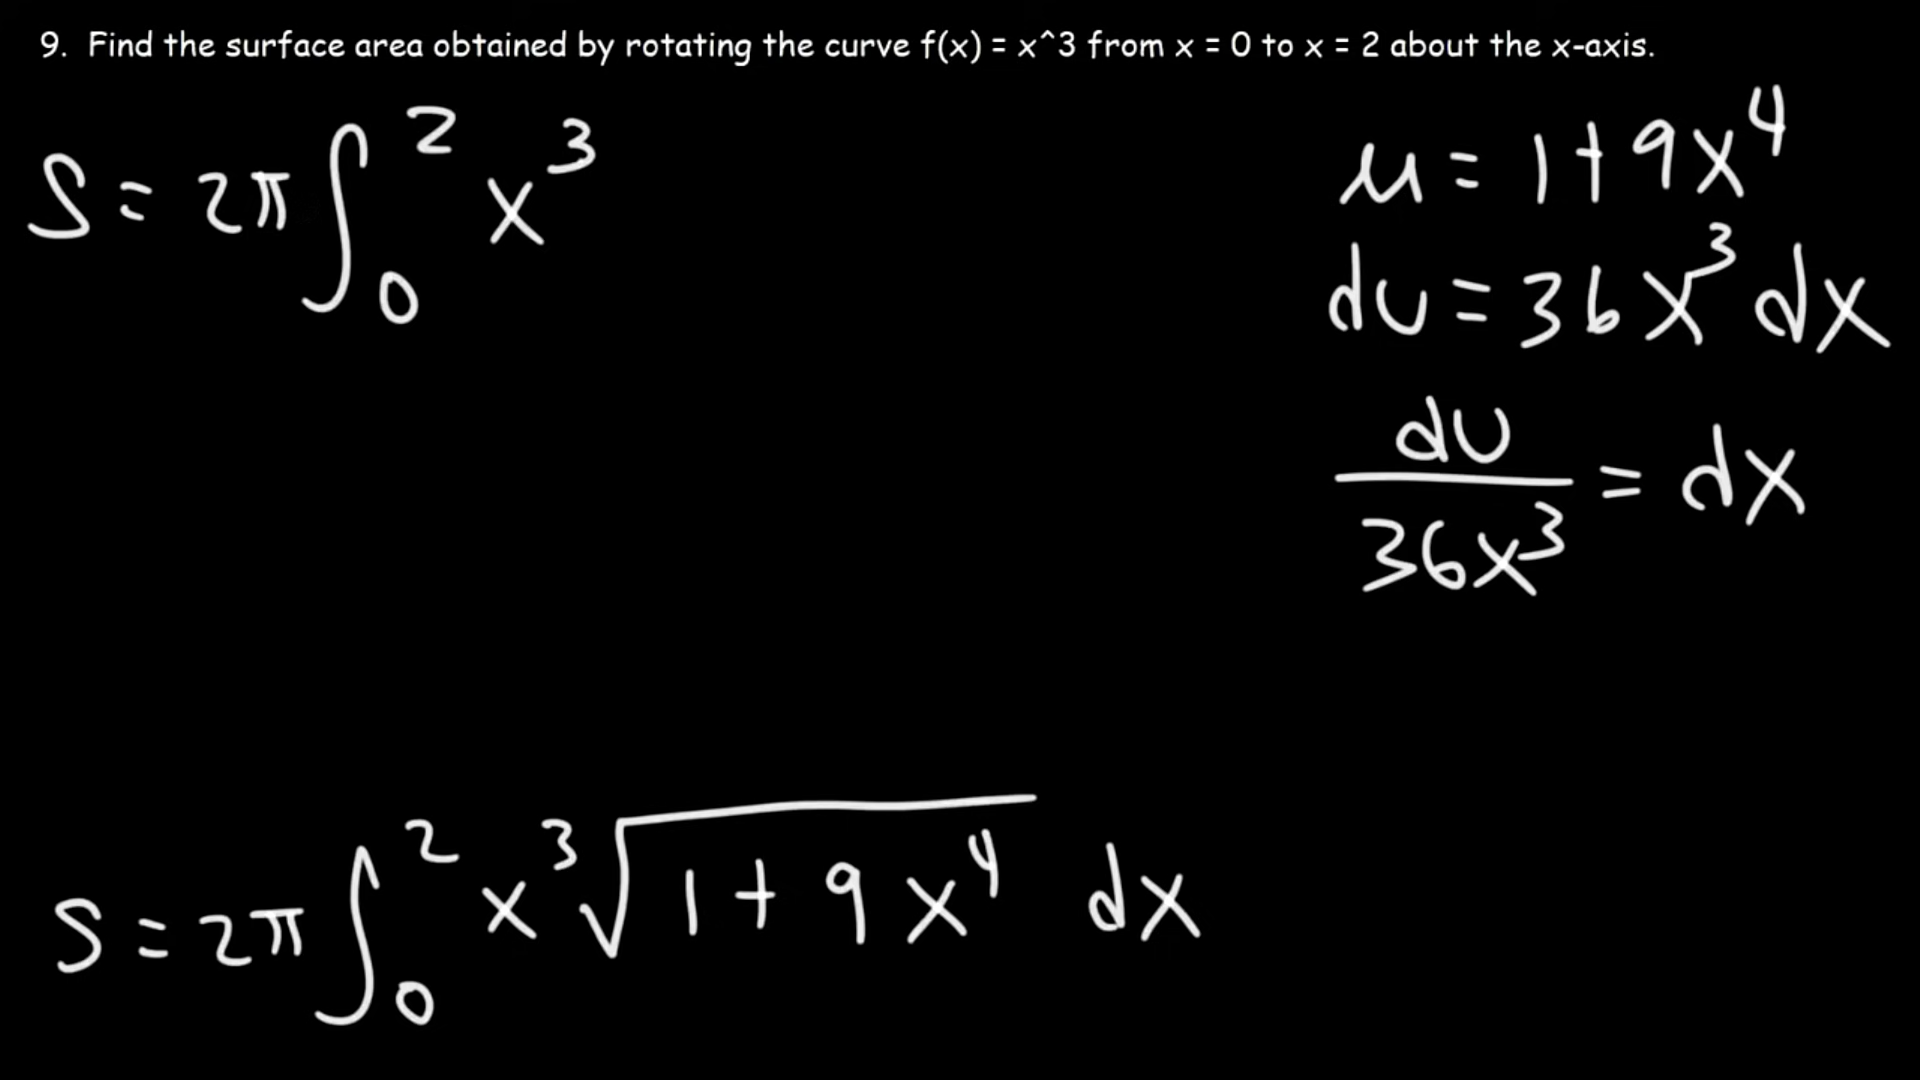 9. Find the surface area obtained by rotating the curve f(x) = x^3 from x = 0 to x = 2 about the x-axis.
S = 2π ∫₀² x³
u = 1+9x⁴
du = 36x³ dx
du/36x³ = dx
S = 2π ∫₀² x³ √(1+9x⁴) dx